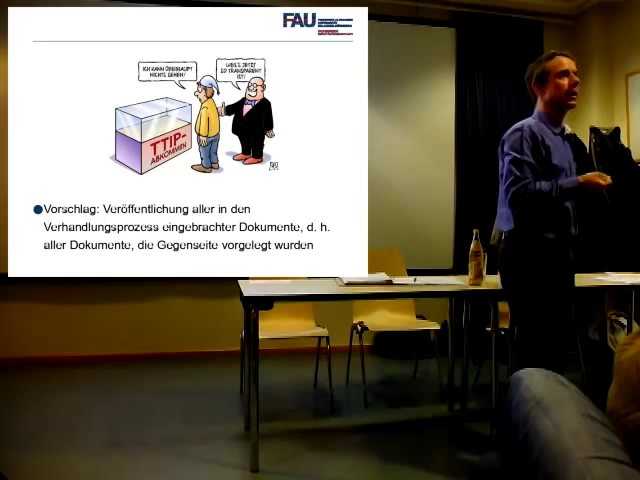 FAU
ICH KANN ÜBERHAUPT
NICHTS SEHEN!
WEIL'S JETZT
SO TRANSPARENT
IST!
TTIP-
ABKOMMEN
Vorschlag: Veröffentlichung aller in den
Verhandlungsprozess eingebrachter Dokumente, d. h.
aller Dokumente, die Gegenseite vorgelegt wurden